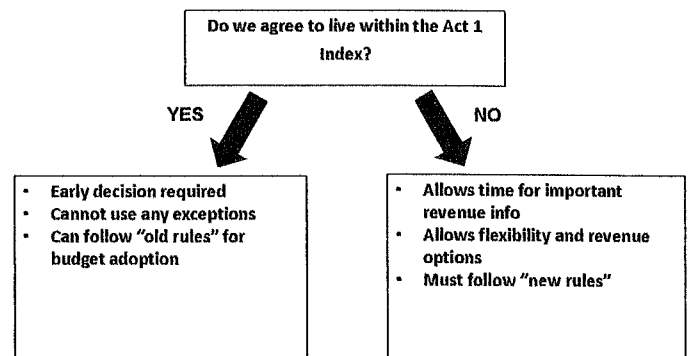 Do we agree to live within the Act 1
Index?
YES
NO
· Early decision required
· Cannot use any exceptions
· Can follow "old rules" for
budget adoption
· Allows time for important
revenue info
· Allows flexibility and revenue
options
· Must follow "new rules"